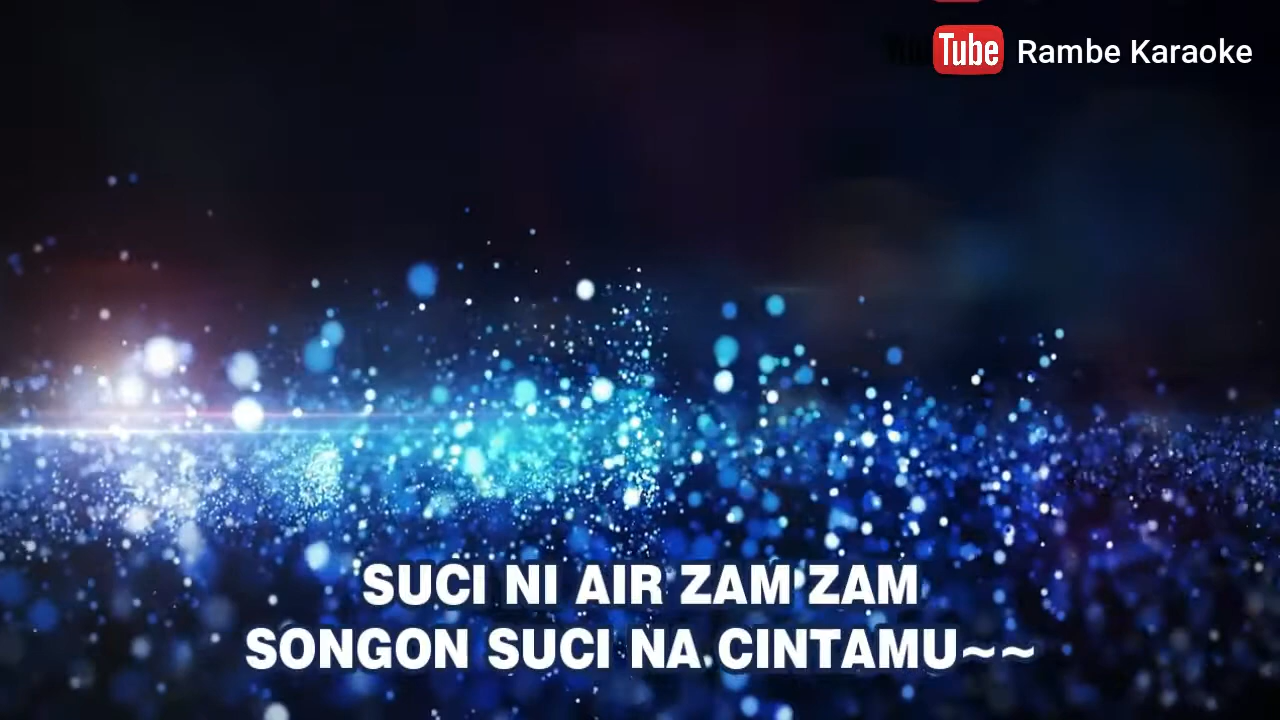 Tube Rambe Karaoke
SUCI NI AIR ZAM ZAM
SONGON SUCI NA CINTAMU~~